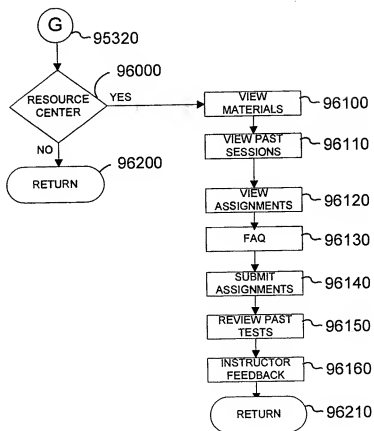 G
95320
96000
RESOURCE
CENTER
YES
NO
96200
RETURN
VIEW
MATERIALS
96100
VIEW PAST
SESSIONS
96110
VIEW
ASSIGNMENTS
96120
FAQ
96130
SUBMIT
ASSIGNMENTS
96140
REVIEW PAST
TESTS
96150
INSTRUCTOR
FEEDBACK
96160
RETURN
96210